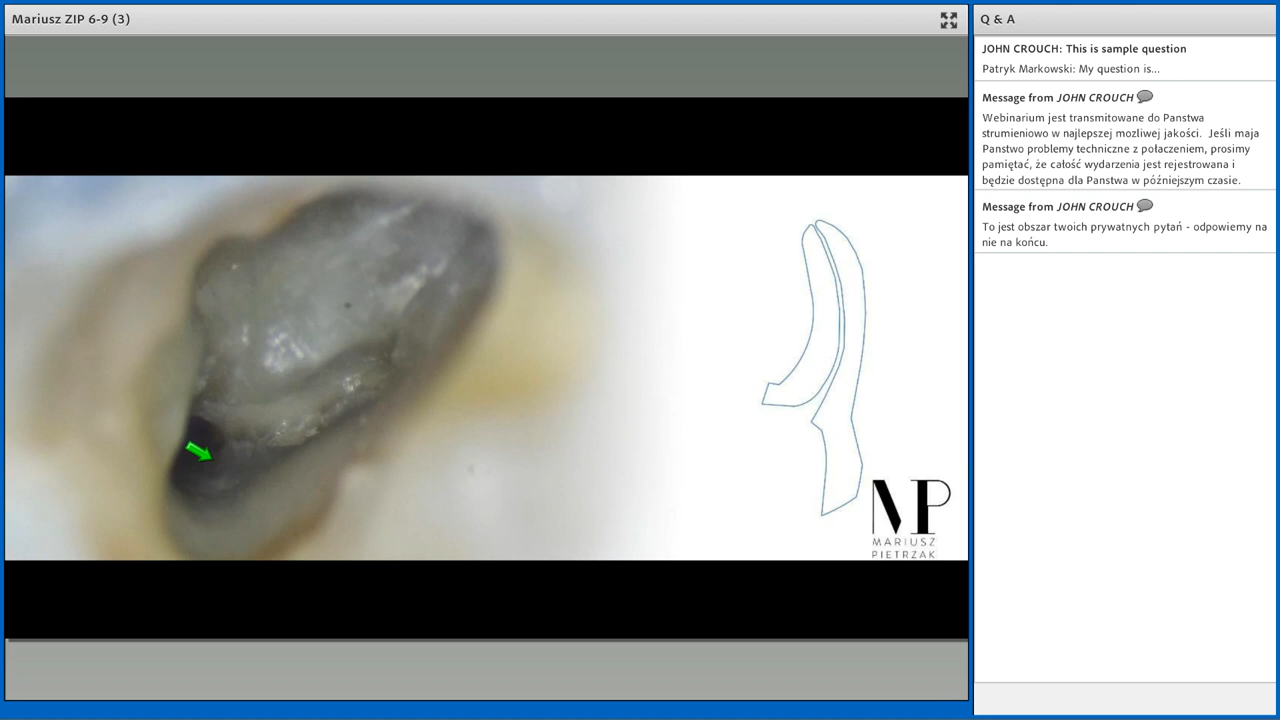 Mariusz ZIP 6-9 (3)
MP
MARIUSZ
PIETRZAK
Q & A
JOHN CROUCH: This is sample question
Patryk Markowski: My question is...
Message from JOHN CROUCH
Webinarium jest transmitowane do Panstwa
strumieniowo w najlepszej mozliwej jakości.  Jeśli maja
Panstwo problemy techniczne z połaczeniem, prosimy
pamiętać, że całość wydarzenia jest rejestrowana i
będzie dostępna dla Panstwa w późniejszym czasie.
Message from JOHN CROUCH
To jest obszar twoich prywatnych pytań - odpowiemy na
nie na końcu.